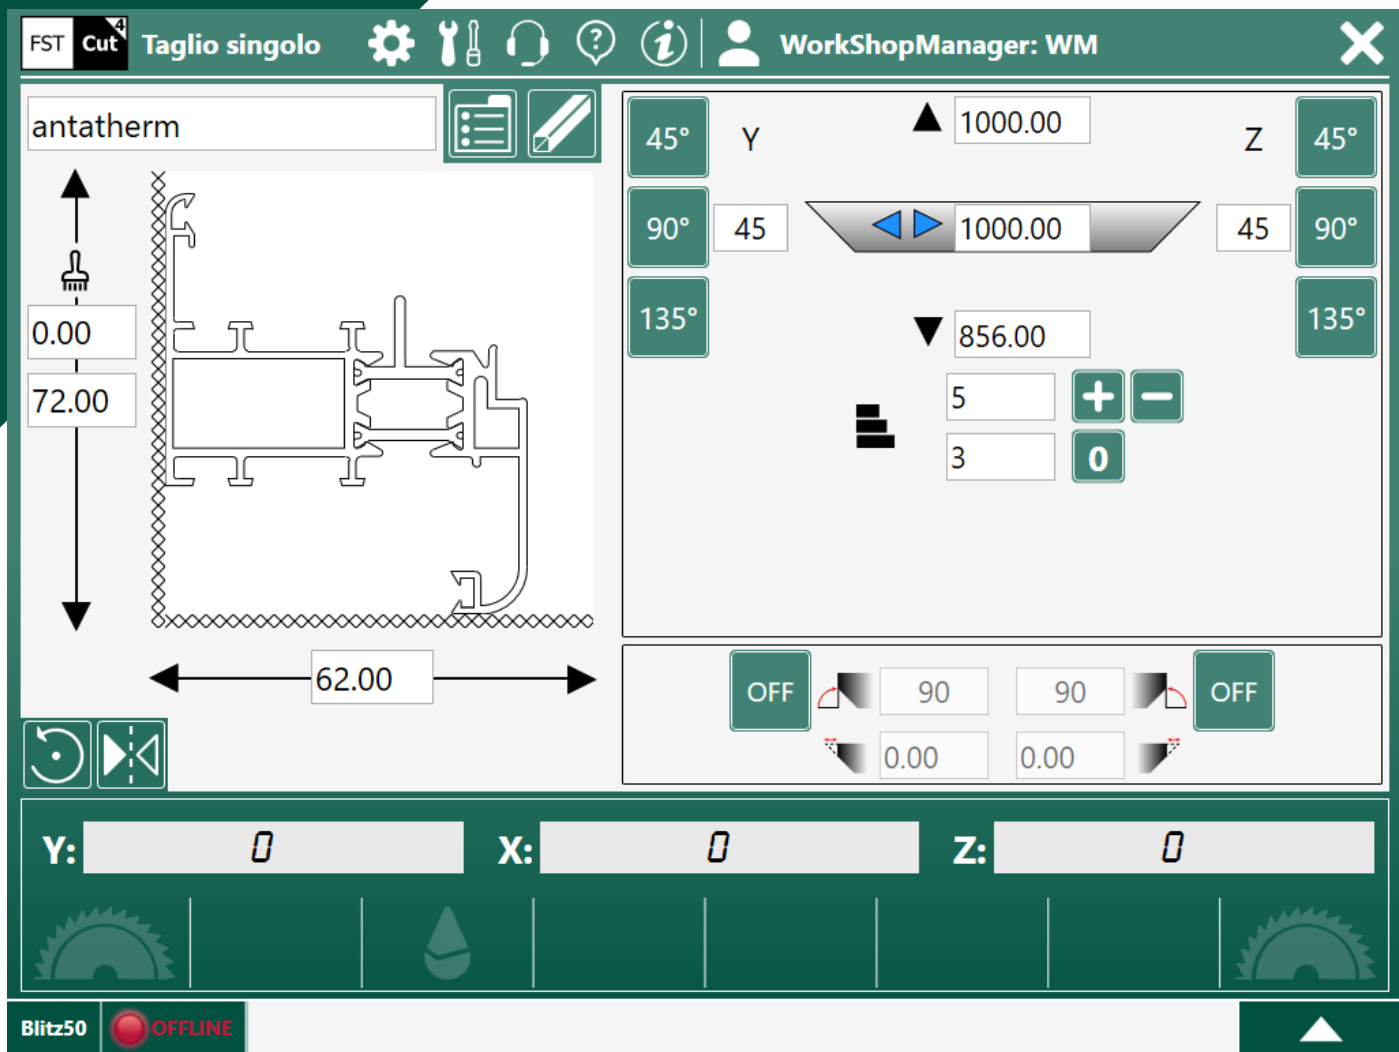 FST Cut 4 Taglio singolo WorkShopManager: WM
antatherm
0.00
72.00
62.00
45° Y 1000.00 Z 45°
90° 45 1000.00 45 90°
135° 856.00 135°
5
3 0
OFF 90 90 OFF
0.00 0.00
Y: 0 X: 0 Z: 0
Blitz50 OFFLINE